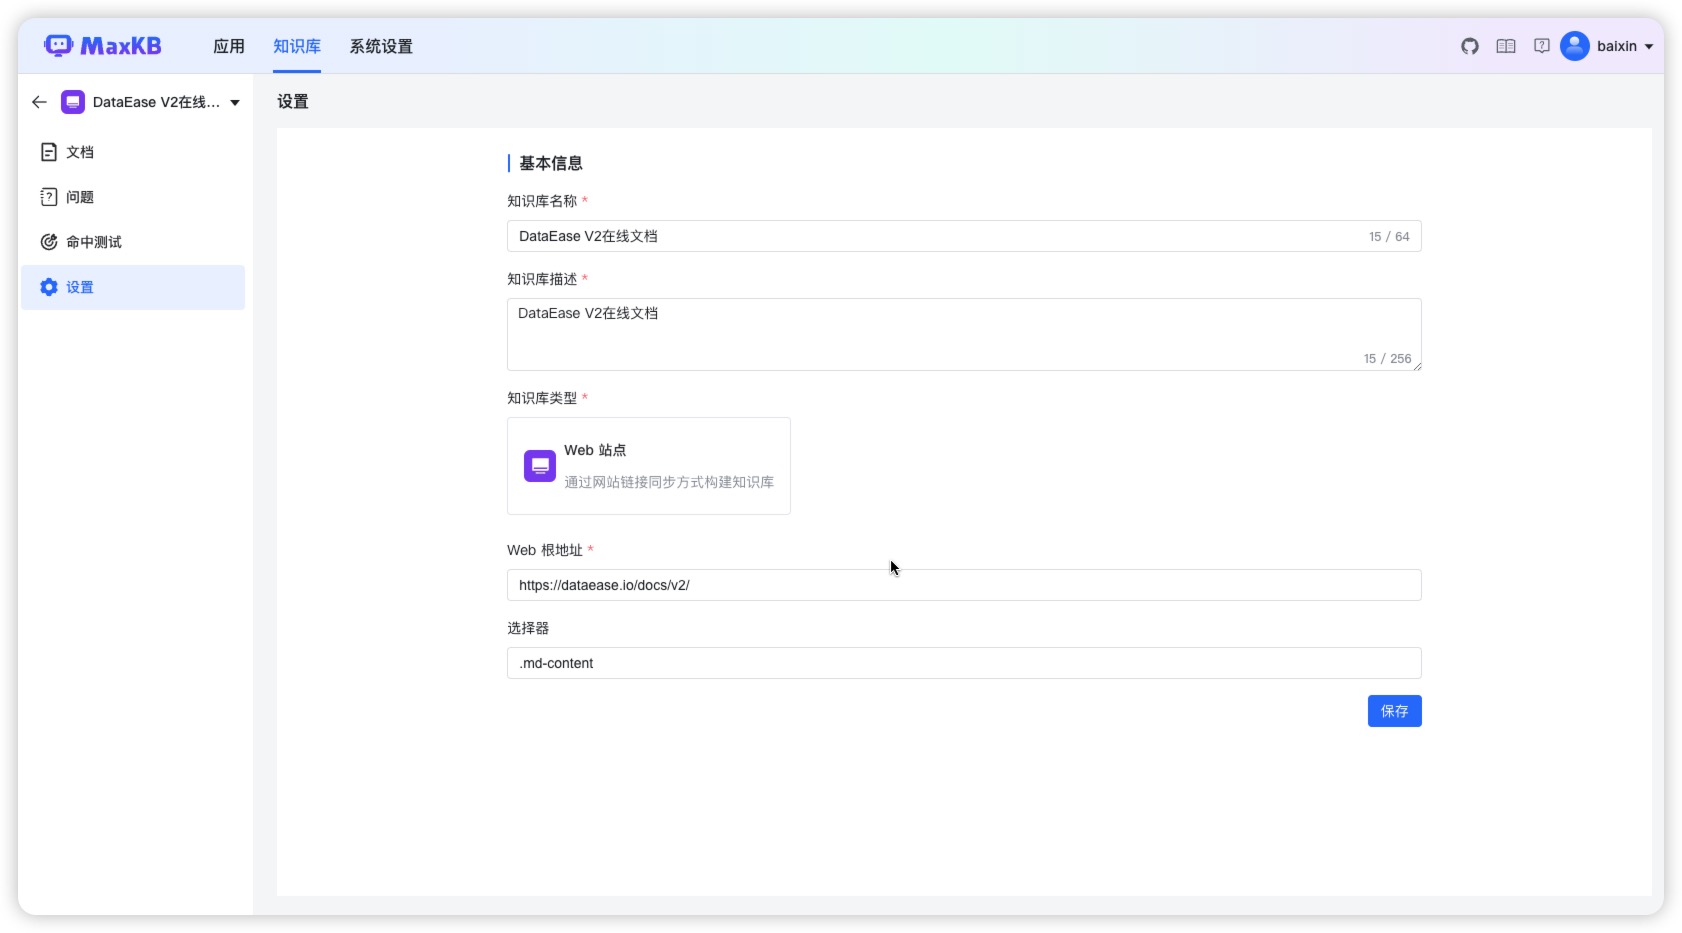 MaxKB
应用
知识库
系统设置
baixin
DataEase V2在线...
设置
文档
问题
命中测试
设置
基本信息
知识库名称 *
DataEase V2在线文档
15 / 64
知识库描述 *
DataEase V2在线文档
15 / 256
知识库类型 *
Web 站点
通过网站链接同步方式构建知识库
Web 根地址 *
https://dataease.io/docs/v2/
选择器
.md-content
保存